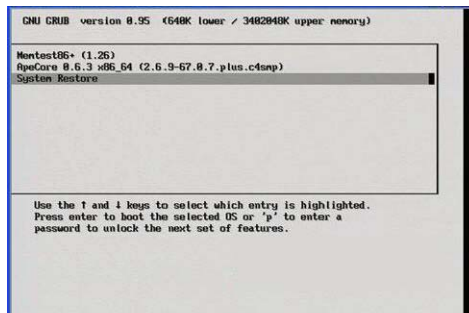 GNU GRUB version 0.95 (640K lower / 3402048K upper memory)
Memtest86+ (1.26)
ApeCore 0.6.3 x86_64 (2.6.9-67.0.7.plus.c4smp)
System Restore
Use the ↑ and ↓ keys to select which entry is highlighted.
Press enter to boot the selected OS or 'p' to enter a
password to unlock the next set of features.